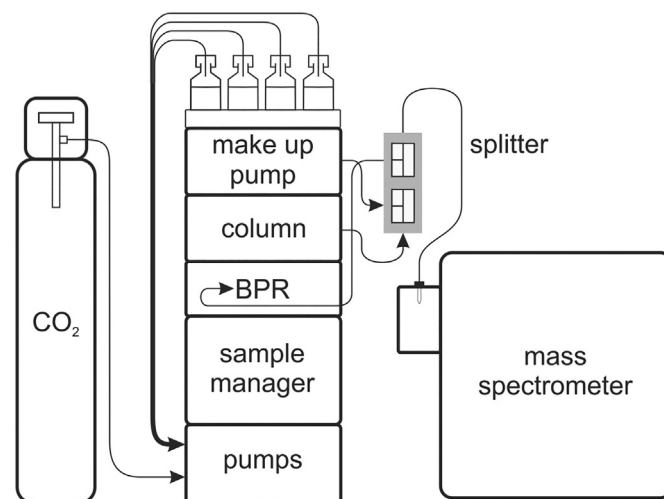 make up
pump
splitter
column
BPR
CO₂
sample
manager
mass
spectrometer
pumps